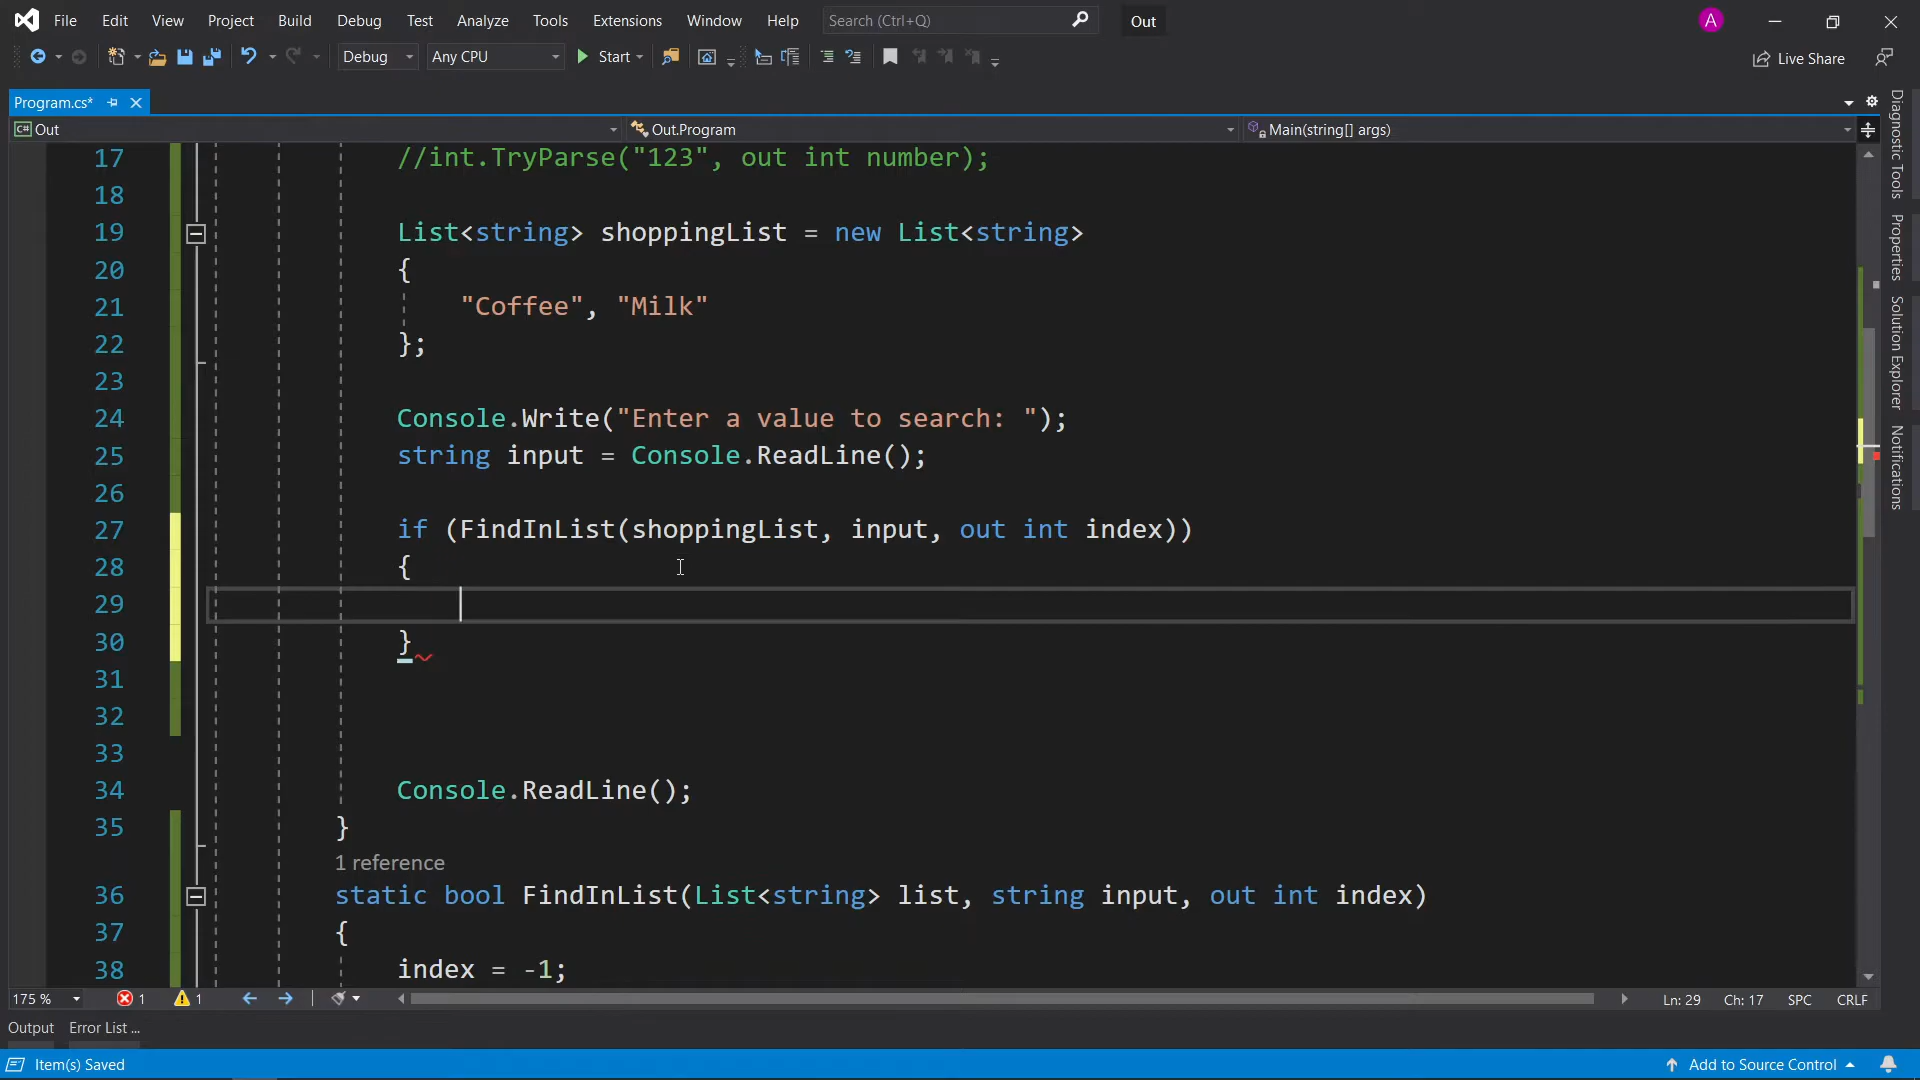 File Edit View Project Build Debug Test Analyze Tools Extensions Window Help Search (Ctrl+Q) Out A
Debug Any CPU Start Live Share
Program.cs*
C# Out Out.Program Main(string[] args)
17 //int.TryParse("123", out int number);
18
19 List<string> shoppingList = new List<string>
20 {
21 "Coffee", "Milk"
22 };
23
24 Console.Write("Enter a value to search: ");
25 string input = Console.ReadLine();
26
27 if (FindInList(shoppingList, input, out int index))
28 {
29
30 }
31
32
33
34 Console.ReadLine();
35 }
1 reference
36 static bool FindInList(List<string> list, string input, out int index)
37 {
38 index = -1;
Diagnostic Tools
Properties
Solution Explorer
Notifications
175 % 1 1 Ln: 29 Ch: 17 SPC CRLF
Output Error List ...
Item(s) Saved Add to Source Control